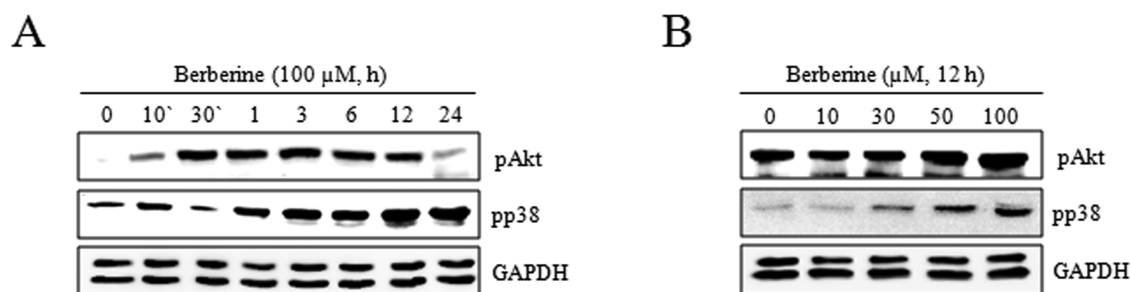 A
Berberine (100 µM, h)
0 10` 30` 1 3 6 12 24
pAkt
pp38
GAPDH
B
Berberine (µM, 12 h)
0 10 30 50 100
pAkt
pp38
GAPDH